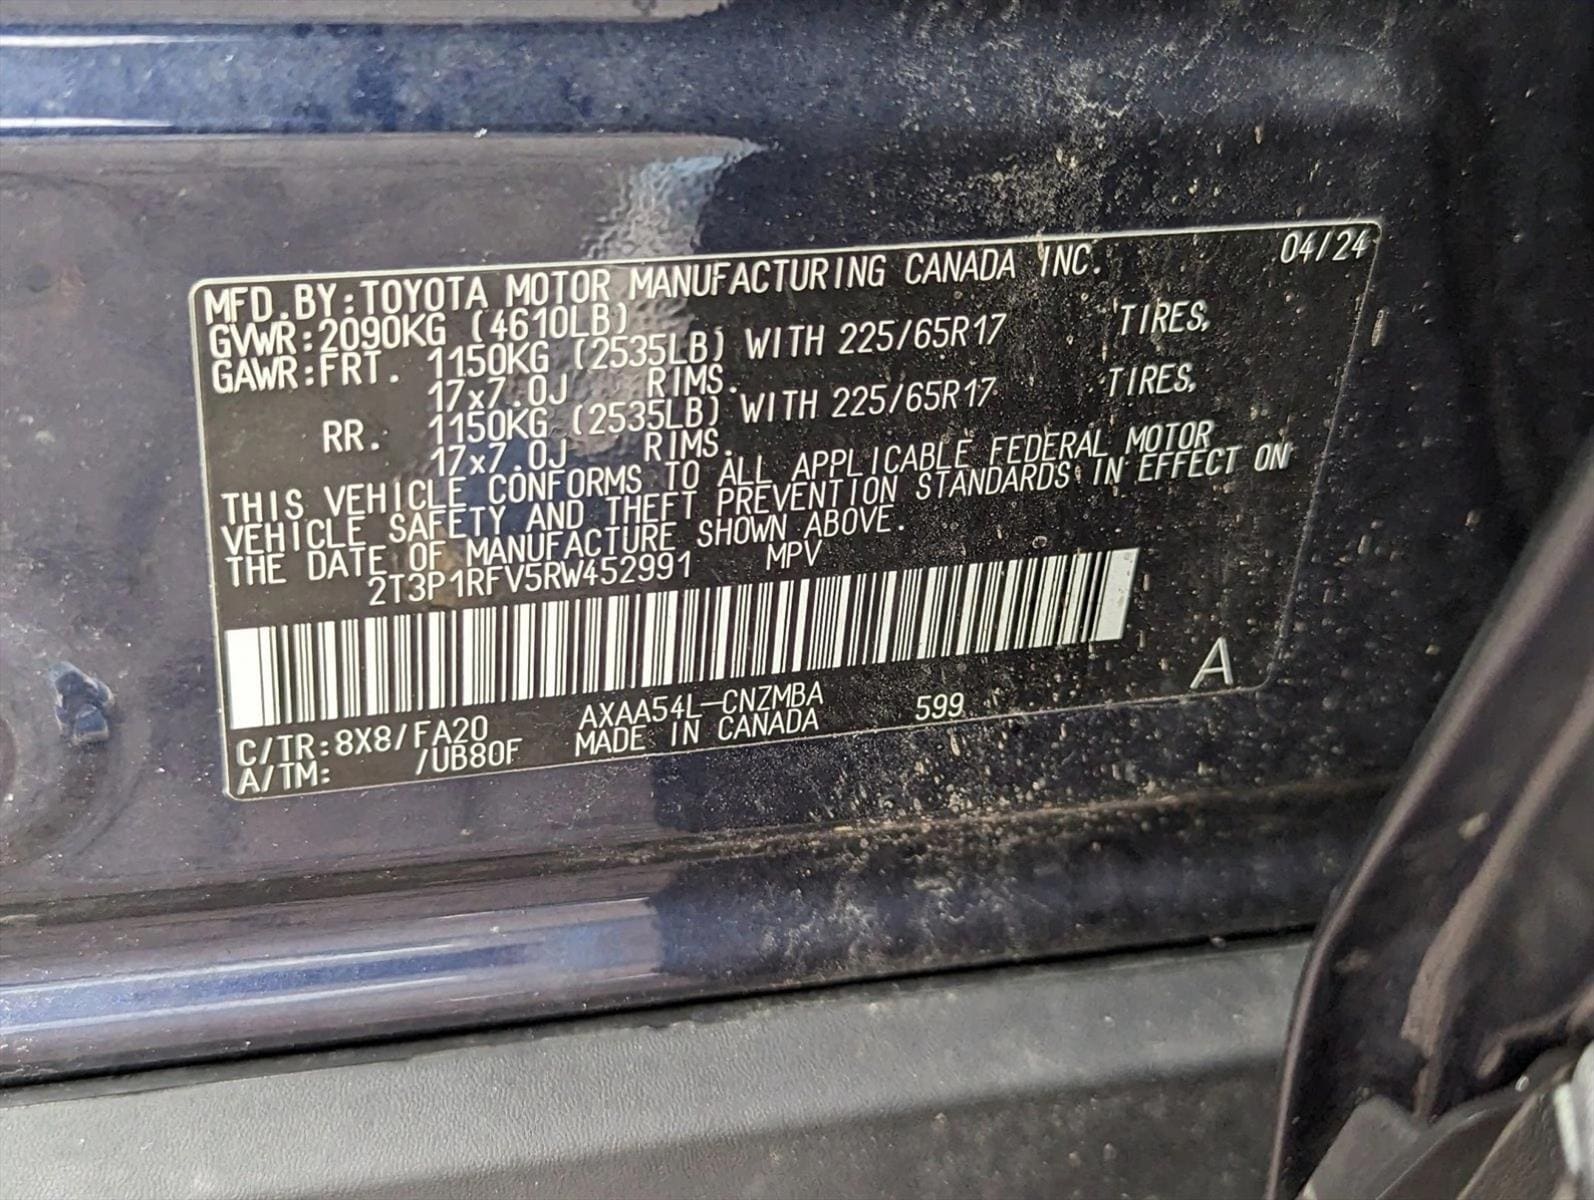 MFD.BY:TOYOTA MOTOR MANUFACTURING CANADA INC. 04/24
GVWR:2090KG (4610LB)
GAWR:FRT. 1150KG (2535LB) WITH 225/65R17 TIRES,
17x7.0J RIMS.
RR. 1150KG (2535LB) WITH 225/65R17 TIRES,
17x7.0J RIMS.
THIS VEHICLE CONFORMS TO ALL APPLICABLE FEDERAL MOTOR
VEHICLE SAFETY AND THEFT PREVENTION STANDARDS IN EFFECT ON
THE DATE OF MANUFACTURE SHOWN ABOVE.
2T3P1RFV5RW452991 MPV
C/TR:8X8/FA20 AXAA54L-CNZMBA 599 A
A/TM: /UB80F MADE IN CANADA